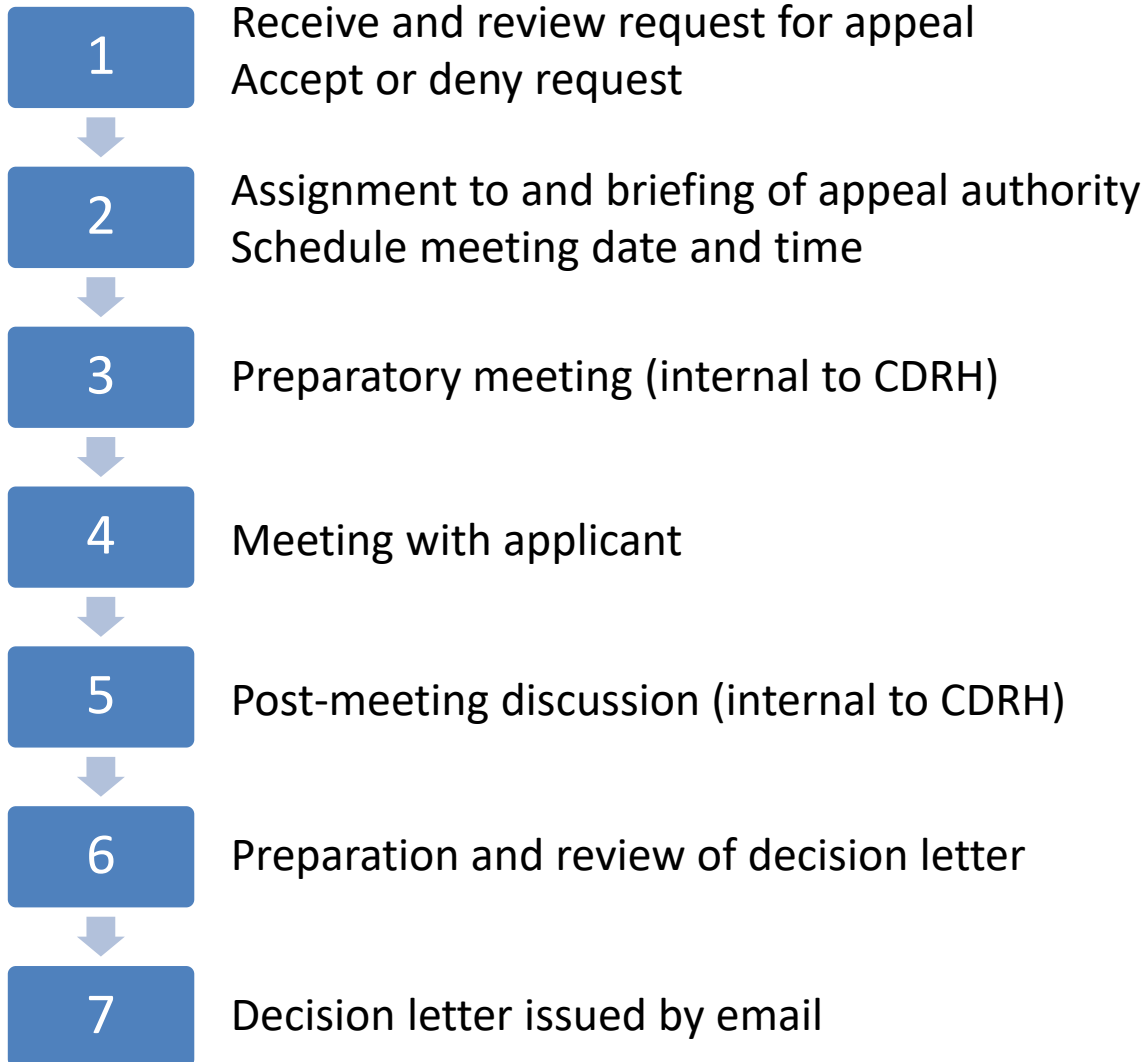 1
Receive and review request for appeal
Accept or deny request
2
Assignment to and briefing of appeal authority
Schedule meeting date and time
3
Preparatory meeting (internal to CDRH)
4
Meeting with applicant
5
Post-meeting discussion (internal to CDRH)
6
Preparation and review of decision letter
7
Decision letter issued by email